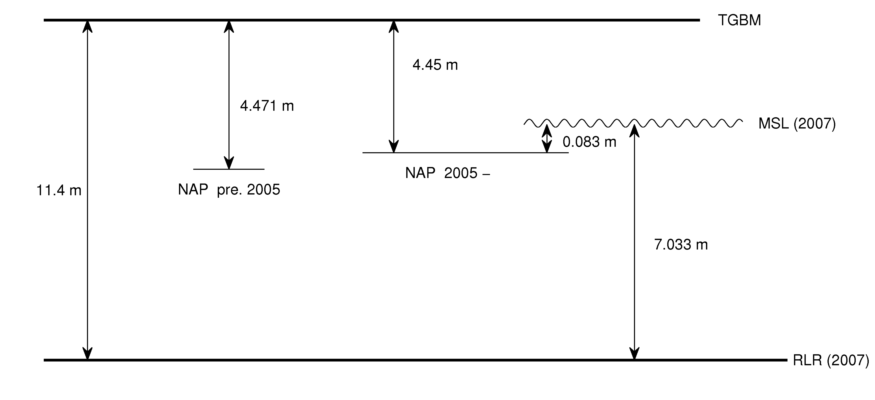 TGBM
4.45 m
4.471 m
MSL (2007)
0.083 m
NAP 2005 –
11.4 m
NAP pre. 2005
7.033 m
RLR (2007)